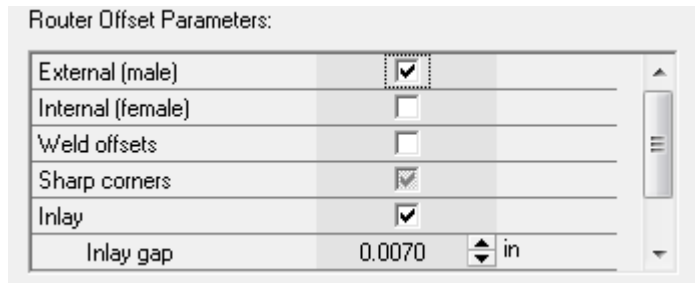 Router Offset Parameters:
External (male)
Internal (female)
Weld offsets
Sharp corners
Inlay
Inlay gap 0.0070 in